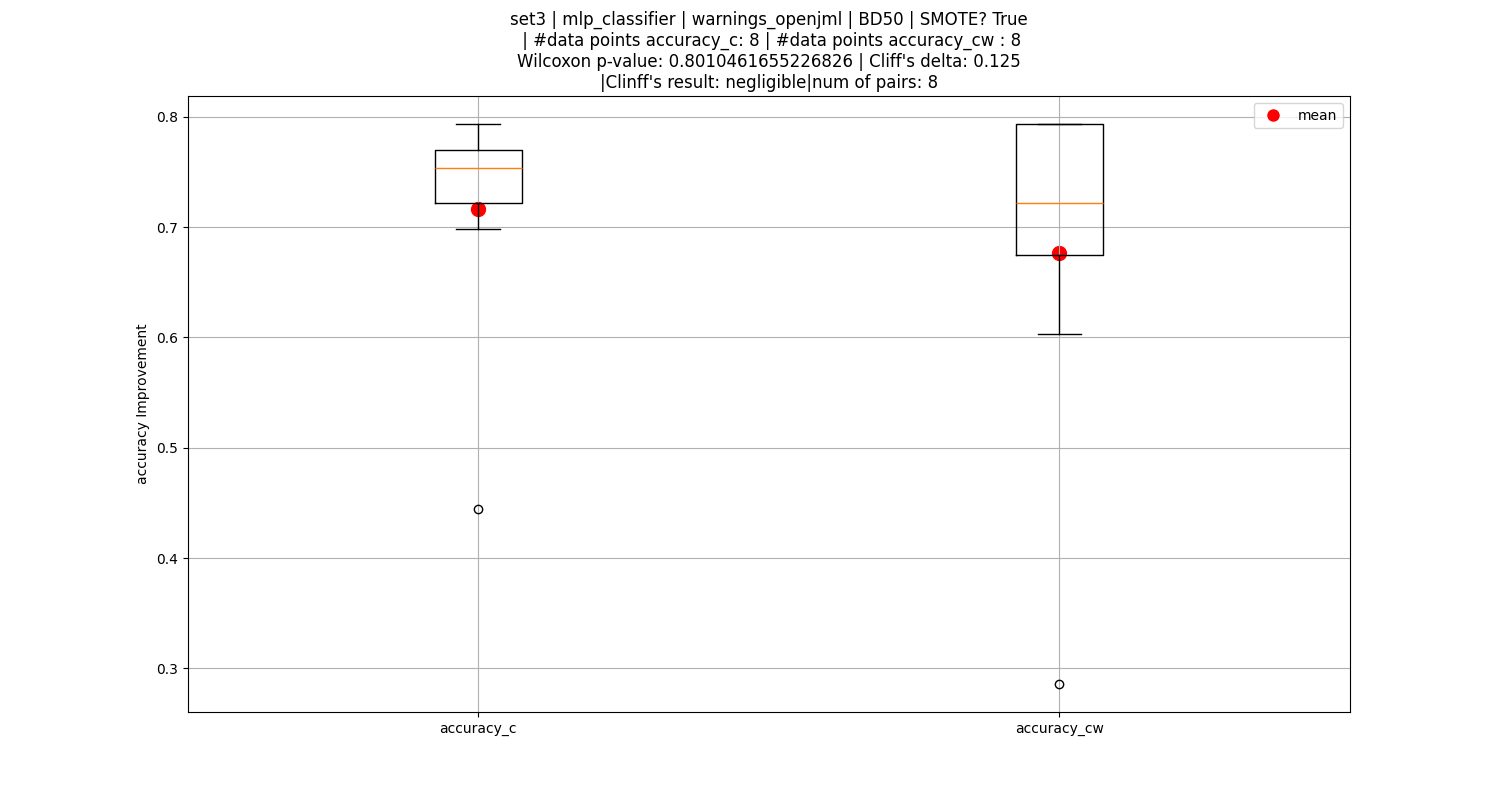 set3 | mlp_classifier | warnings_openjml | BD50 | SMOTE? True
| #data points accuracy_c: 8 | #data points accuracy_cw : 8
Wilcoxon p-value: 0.8010461655226826 | Cliff's delta: 0.125
|Clinff's result: negligible|num of pairs: 8
mean
0.8
0.7
0.6
0.5
0.4
0.3
accuracy Improvement
accuracy_c
accuracy_cw